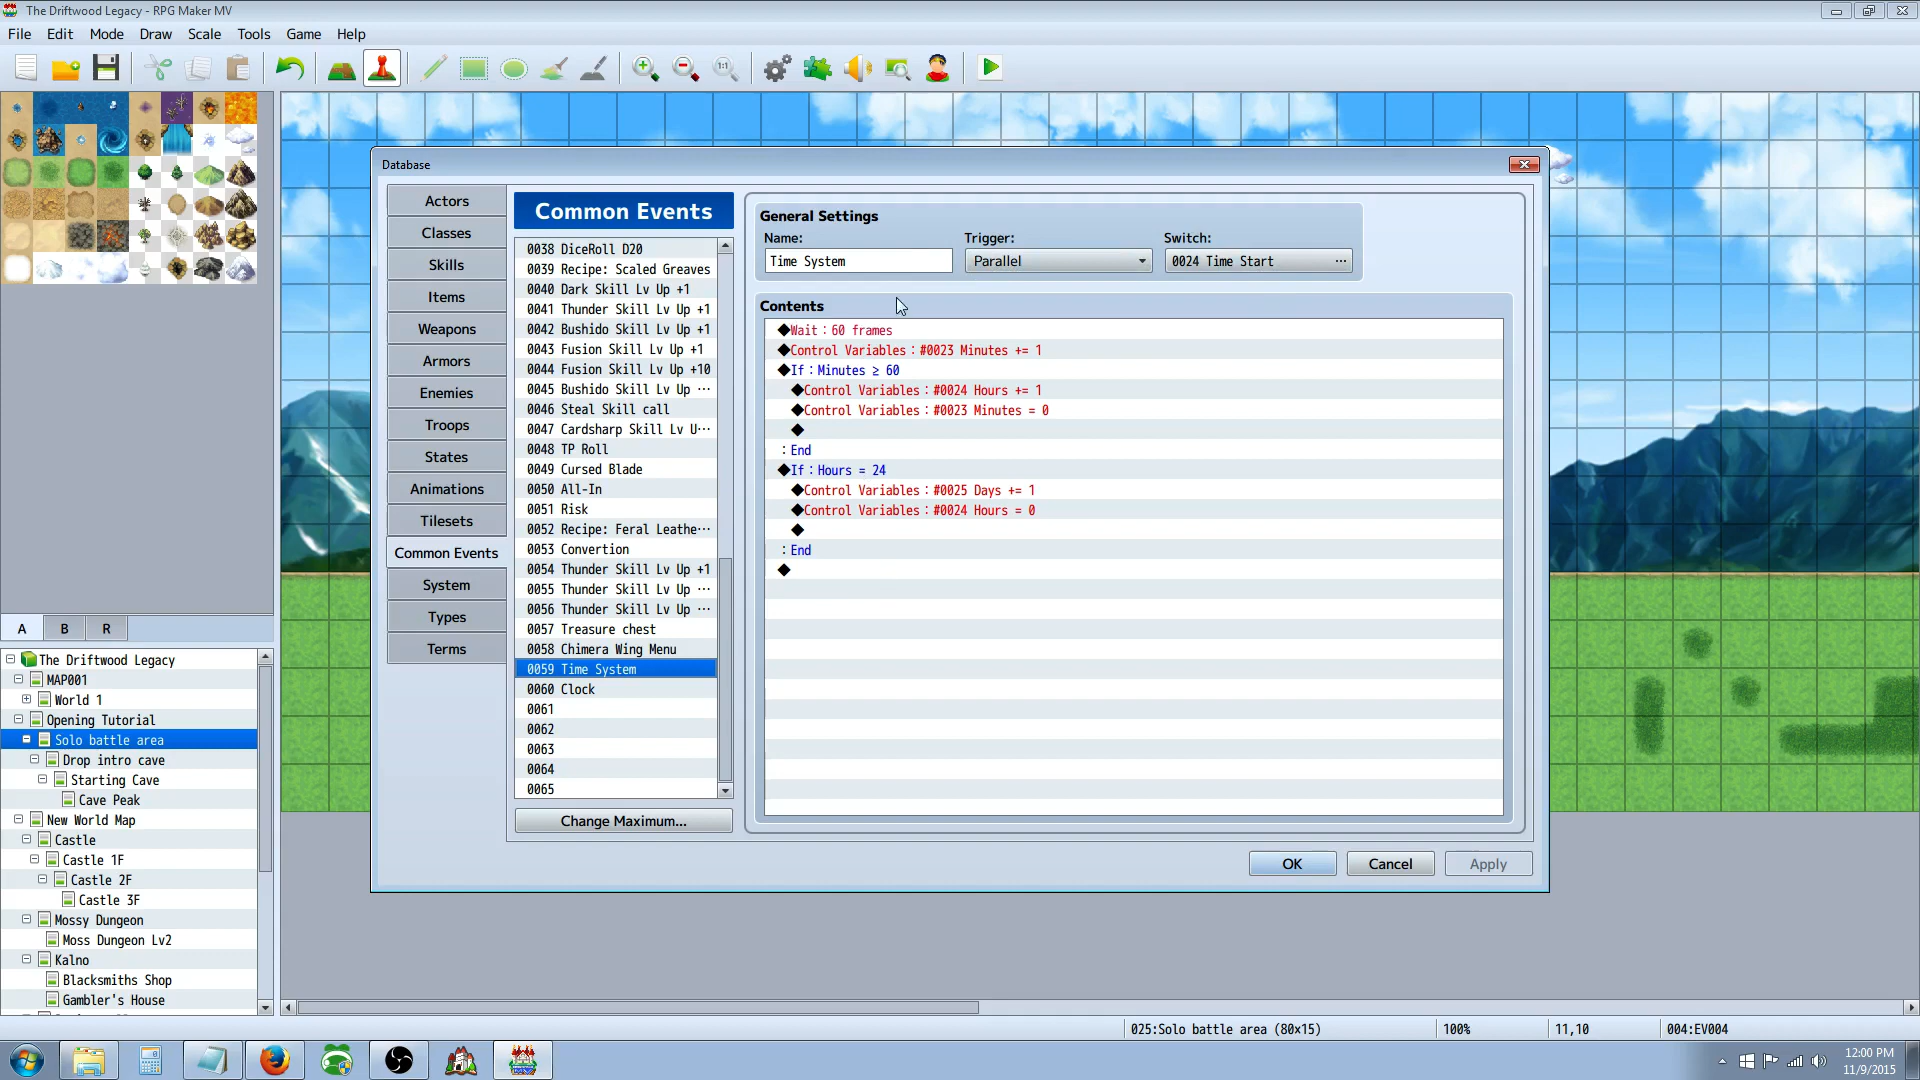 The Driftwood Legacy - RPG Maker MV
File Edit Mode Draw Scale Tools Game Help
1:1
Database
Actors
Classes
Skills
Items
Weapons
Armors
Enemies
Troops
States
Animations
Tilesets
Common Events
System
Types
Terms
Common Events
0038 DiceRoll D20
0039 Recipe: Scaled Greaves
0040 Dark Skill Lv Up +1
0041 Thunder Skill Lv Up +1
0042 Bushido Skill Lv Up +1
0043 Fusion Skill Lv Up +1
0044 Fusion Skill Lv Up +10
0045 Bushido Skill Lv Up ⋯
0046 Steal Skill call
0047 Cardsharp Skill Lv U⋯
0048 TP Roll
0049 Cursed Blade
0050 All-In
0051 Risk
0052 Recipe: Feral Leathe⋯
0053 Convertion
0054 Thunder Skill Lv Up +1
0055 Thunder Skill Lv Up ⋯
0056 Thunder Skill Lv Up ⋯
0057 Treasure chest
0058 Chimera Wing Menu
0059 Time System
0060 Clock
0061
0062
0063
0064
0065
Change Maximum...
General Settings
Name: Trigger: Switch:
Time System Parallel 0024 Time Start ...
Contents
◆Wait：60 frames
◆Control Variables：#0023 Minutes += 1
◆If：Minutes ≥ 60
◆Control Variables：#0024 Hours += 1
◆Control Variables：#0023 Minutes = 0
◆
：End
◆If：Hours = 24
◆Control Variables：#0025 Days += 1
◆Control Variables：#0024 Hours = 0
◆
：End
◆
OK Cancel Apply
A B R
The Driftwood Legacy
MAP001
World 1
Opening Tutorial
Solo battle area
Drop intro cave
Starting Cave
Cave Peak
New World Map
Castle
Castle 1F
Castle 2F
Castle 3F
Mossy Dungeon
Moss Dungeon Lv2
Kalno
Blacksmiths Shop
Gambler's House
025:Solo battle area (80x15) 100% 11,10 004:EV004
12:00 PM
11/9/2015